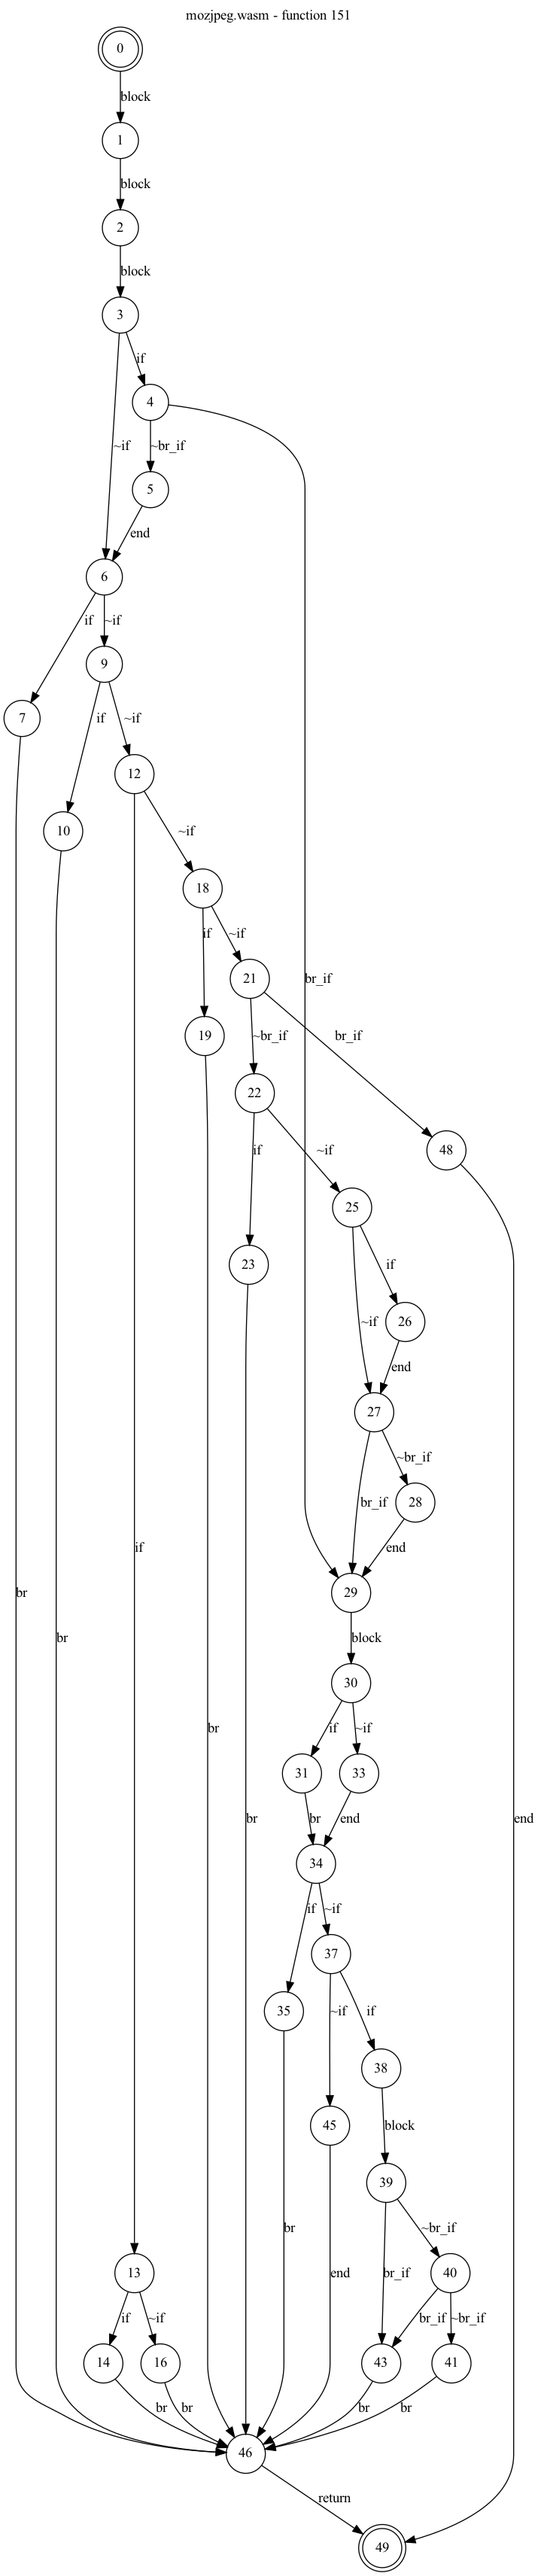 mozjpeg.wasm - function 151
0
block
1
block
2
block
3
if
4
~if
~br_if
5
end
6
if
~if
9
7
if
~if
12
10
~if
18
if
~if
21
br_if
19
~br_if
br_if
22
48
if
~if
25
23
if
~if
26
end
27
~br_if
br_if
28
end
if
br
29
br
block
30
if
~if
br
31
33
br
br
end
end
34
if
~if
37
35
~if
if
38
45
block
39
br
~br_if
13
end
br_if
40
if
~if
br_if
~br_if
14
16
43
41
br
br
br
br
46
return
49